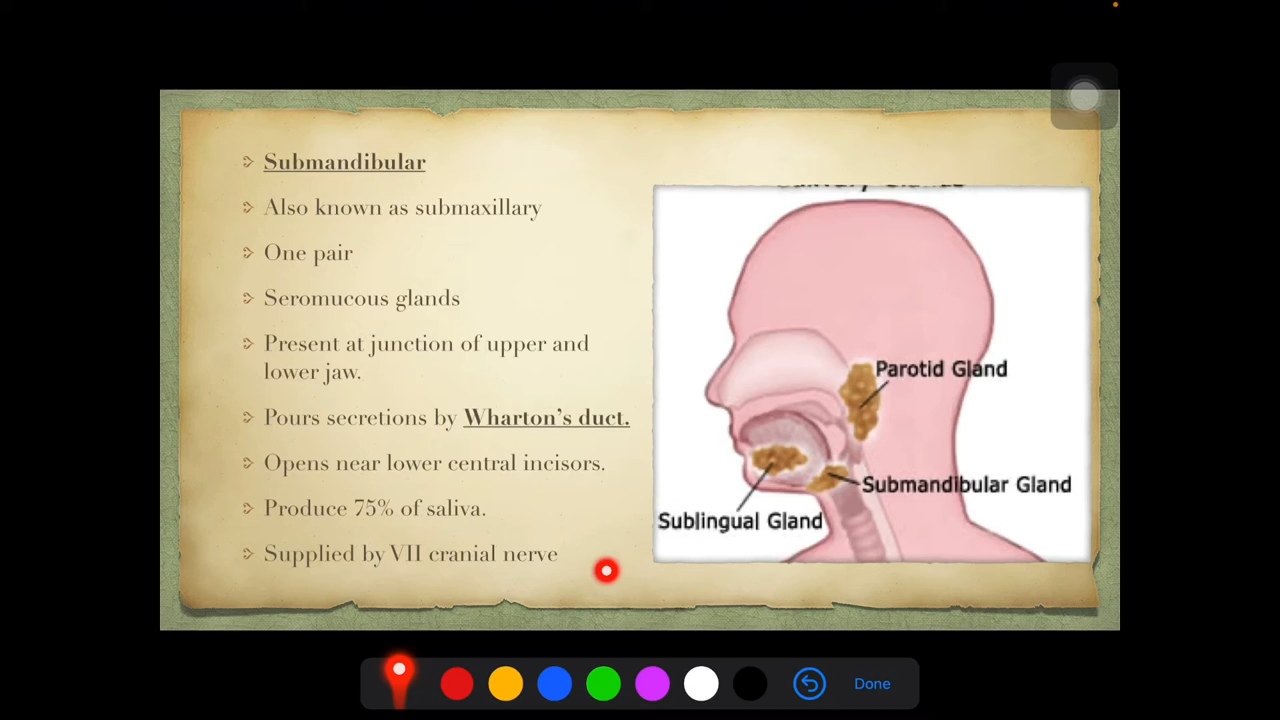 Submandibular
Also known as submaxillary
One pair
Seromucous glands
Present at junction of upper and
lower jaw.
Pours secretions by Wharton's duct.
Opens near lower central incisors.
Produce 75% of saliva.
Supplied by VII cranial nerve
Parotid Gland
Submandibular Gland
Sublingual Gland
Done